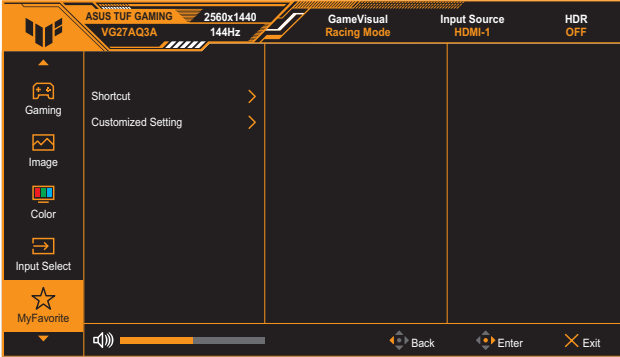 ASUS TUF GAMING
VG27AQ3A
2560x1440
144Hz
GameVisual
Racing Mode
Input Source
HDMI-1
HDR
OFF
Gaming
Image
Color
Input Select
MyFavorite
Shortcut
Customized Setting
Back
Enter
Exit